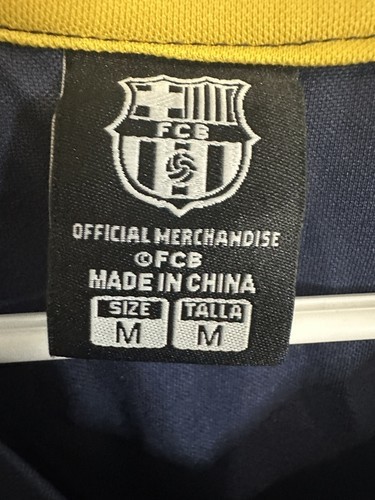 FCB
OFFICIAL MERCHANDISE
©FCB
MADE IN CHINA
SIZE TALLA
M M